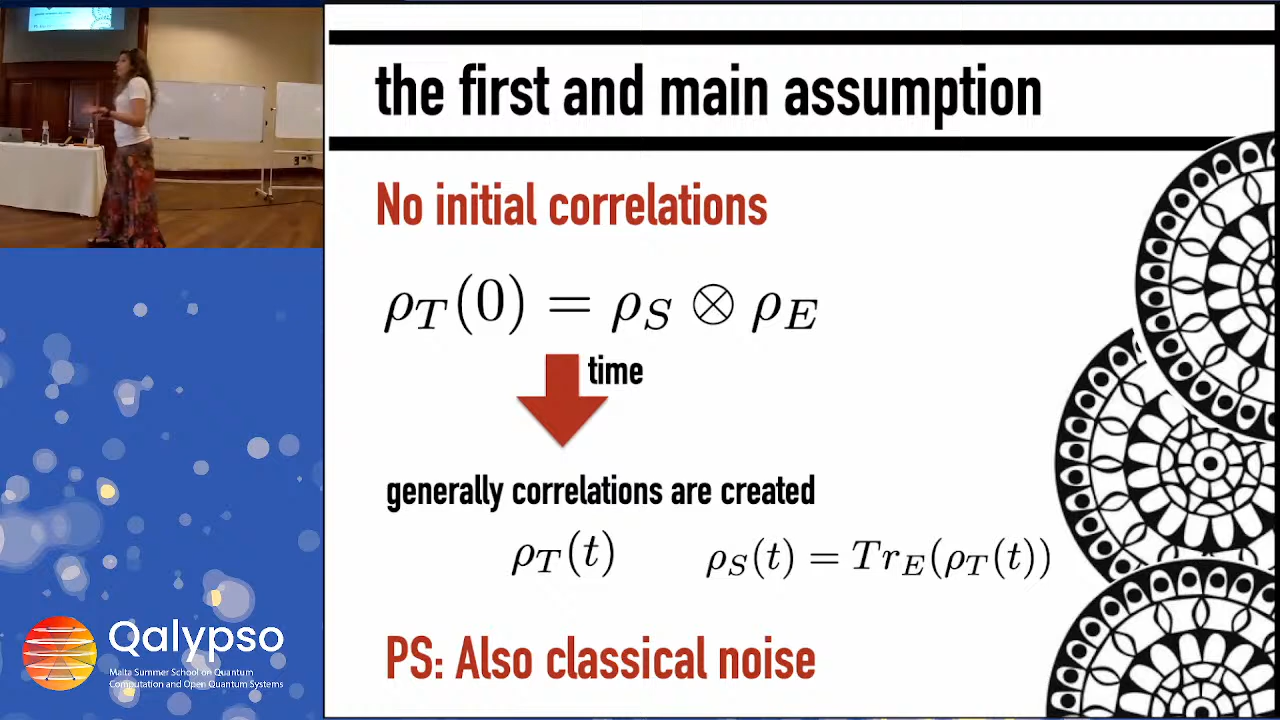 the first and main assumption
No initial correlations
ρ_T(0) = ρ_S ⊗ ρ_E
time
generally correlations are created
ρ_T(t) ρ_S(t) = Tr_E(ρ_T(t))
PS: Also classical noise
Qalypso
Malta Summer School on Quantum
Computation and Open Quantum Systems